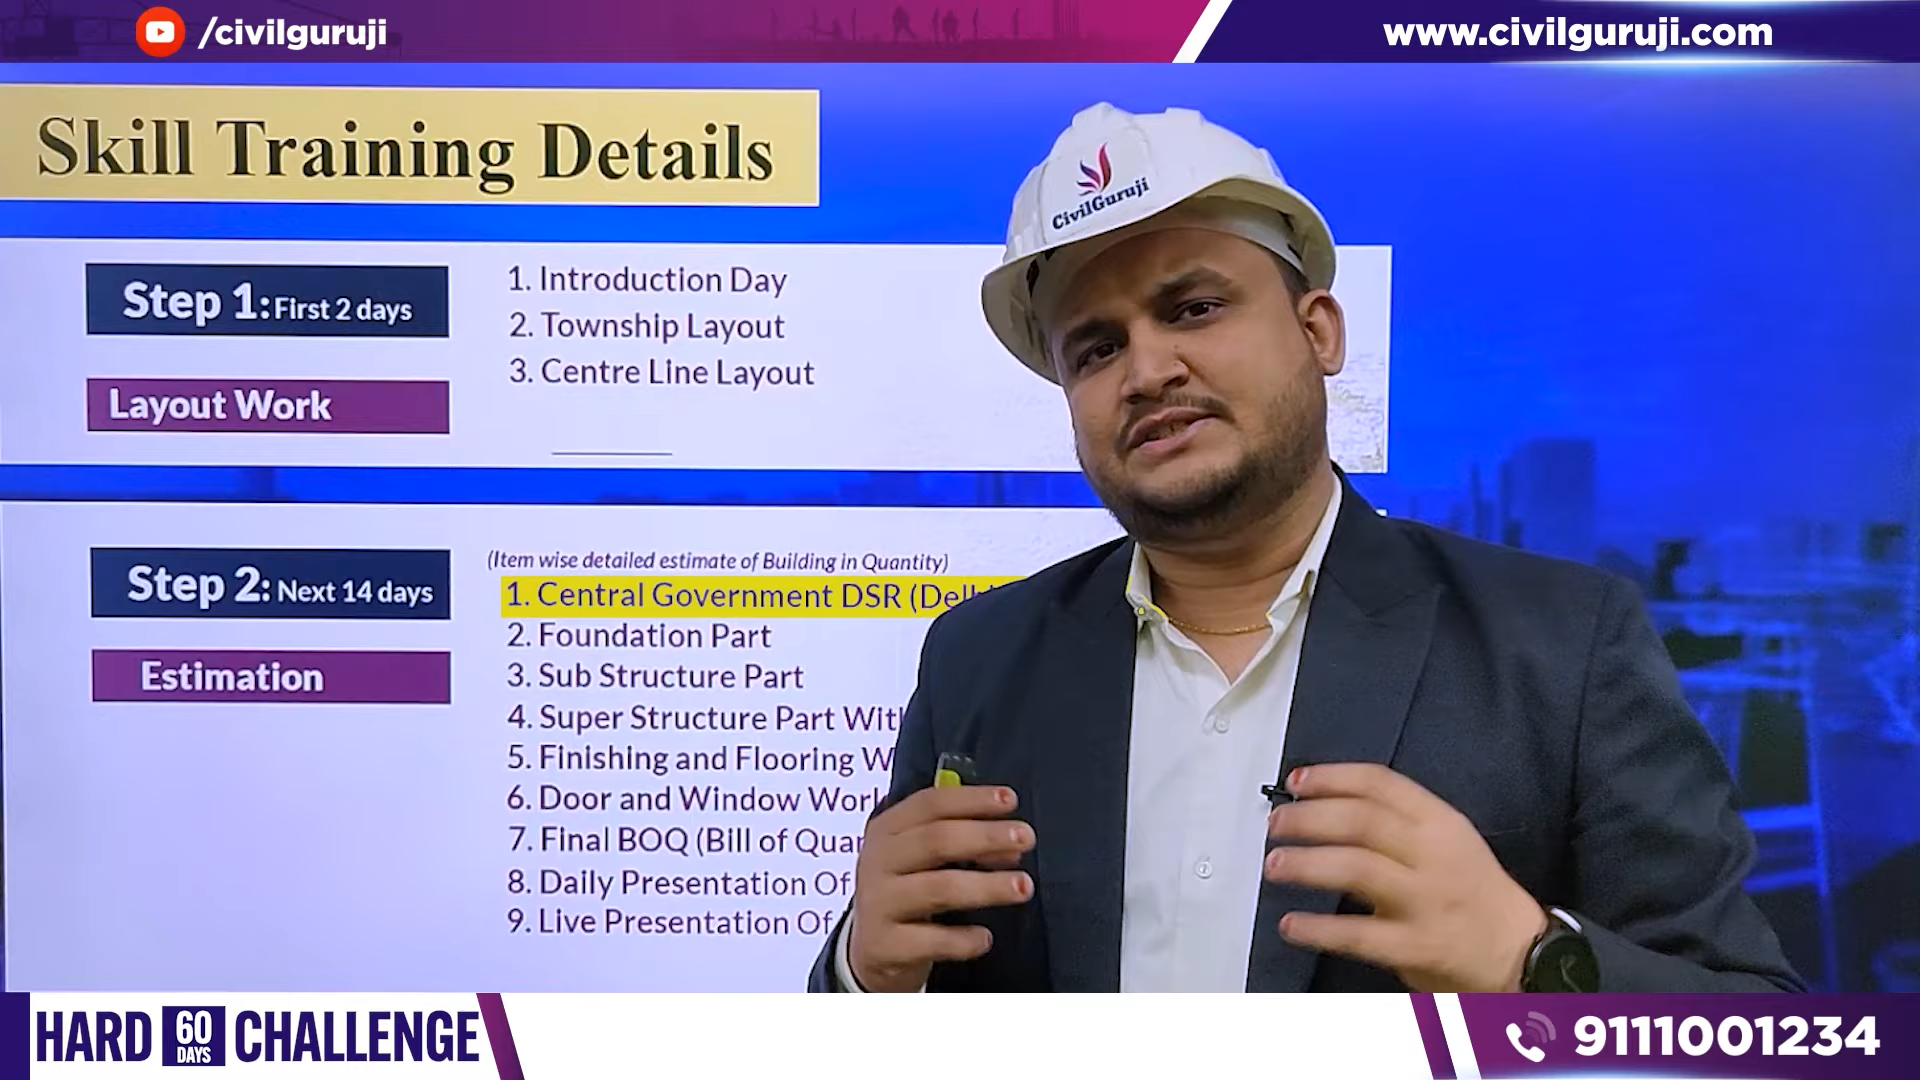 /civilguruji
www.civilguruji.com
Skill Training Details
CivilGuruji
Step 1: First 2 days
Layout Work
1. Introduction Day
2. Township Layout
3. Centre Line Layout
Step 2: Next 14 days
Estimation
(Item wise detailed estimate of Building in Quantity)
1. Central Government DSR
2. Foundation Part
3. Sub Structure Part
4. Super Structure Part
5. Finishing and Flooring
6. Door and Window Work
7. Final BOQ (Bill of
8. Daily Presentation Of
9. Live Presentation Of
HARD 60 DAYS CHALLENGE
9111001234